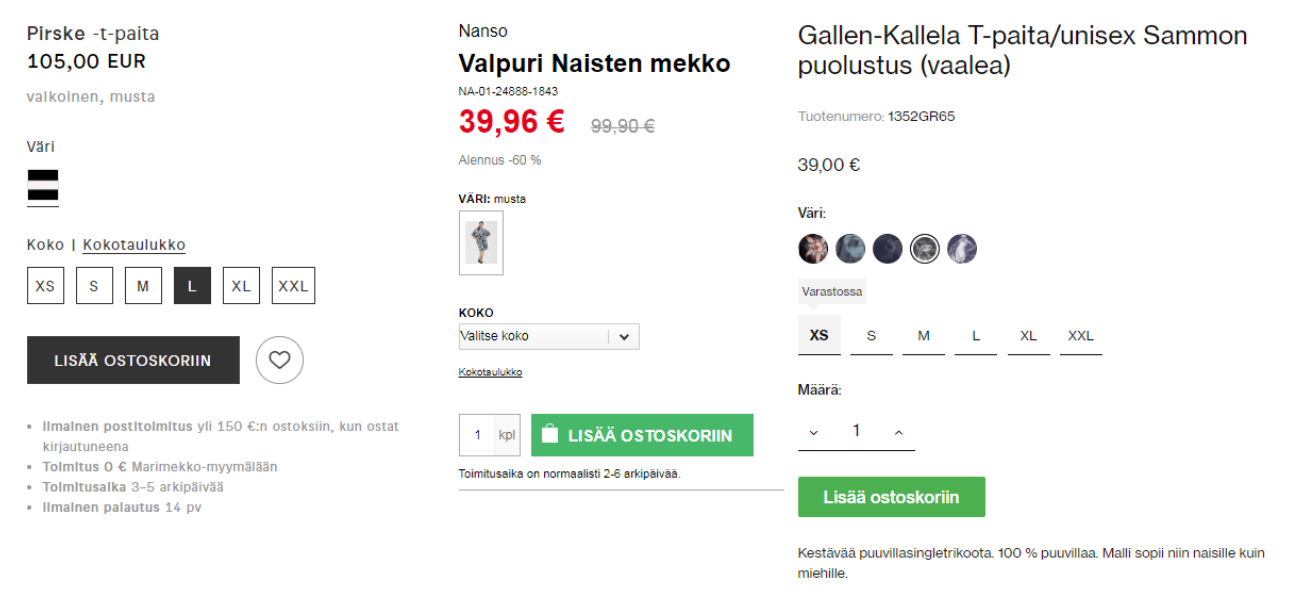 Pirske -t-paita
105,00 EUR
valkoinen, musta
Väri
Koko | Kokotaulukko
XS S M L XL XXL
LISÄÄ OSTOSKORIIN
• Ilmainen postitoimitus yli 150 €:n ostoksiin, kun ostat
kirjautuneena
• Toimitus 0 € Marimekko-myymälään
• Toimitusaika 3–5 arkipäivää
• Ilmainen palautus 14 pv
Nanso
Valpuri Naisten mekko
NA-01-24888-1843
39,96 € 99,90 €
Alennus -60 %
VÄRI: musta
KOKO
Valitse koko
Kokotaulukko
1 kpl LISÄÄ OSTOSKORIIN
Toimitusaika on normaalisti 2-6 arkipäivää.
Gallen-Kallela T-paita/unisex Sammon
puolustus (vaalea)
Tuotenumero: 1352GR65
39,00 €
Väri:
Varastossa
XS S M L XL XXL
Määrä:
1
Lisää ostoskoriin
Kestävää puuvillasingletrikoota. 100 % puuvillaa. Malli sopii niin naisille kuin
miehille.